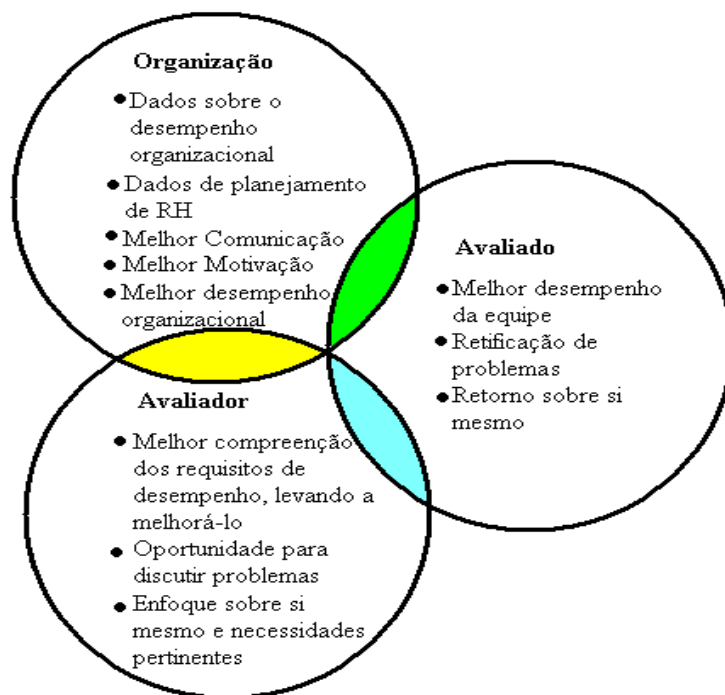 Organização
•Dados sobre o
desempenho
organizacional
•Dados de planejamento
de RH
•Melhor Comunicação
•Melhor Motivação
•Melhor desempenho
organizacional
Avaliado
•Melhor desempenho
da equipe
•Retificação de
problemas
•Retorno sobre si
mesmo
Avaliador
•Melhor compreenção
dos requisitos de
desempenho, levando a
melhorá-lo
•Oportunidade para
discutir problemas
•Enfoque sobre si
mesmo e necessidades
pertinentes